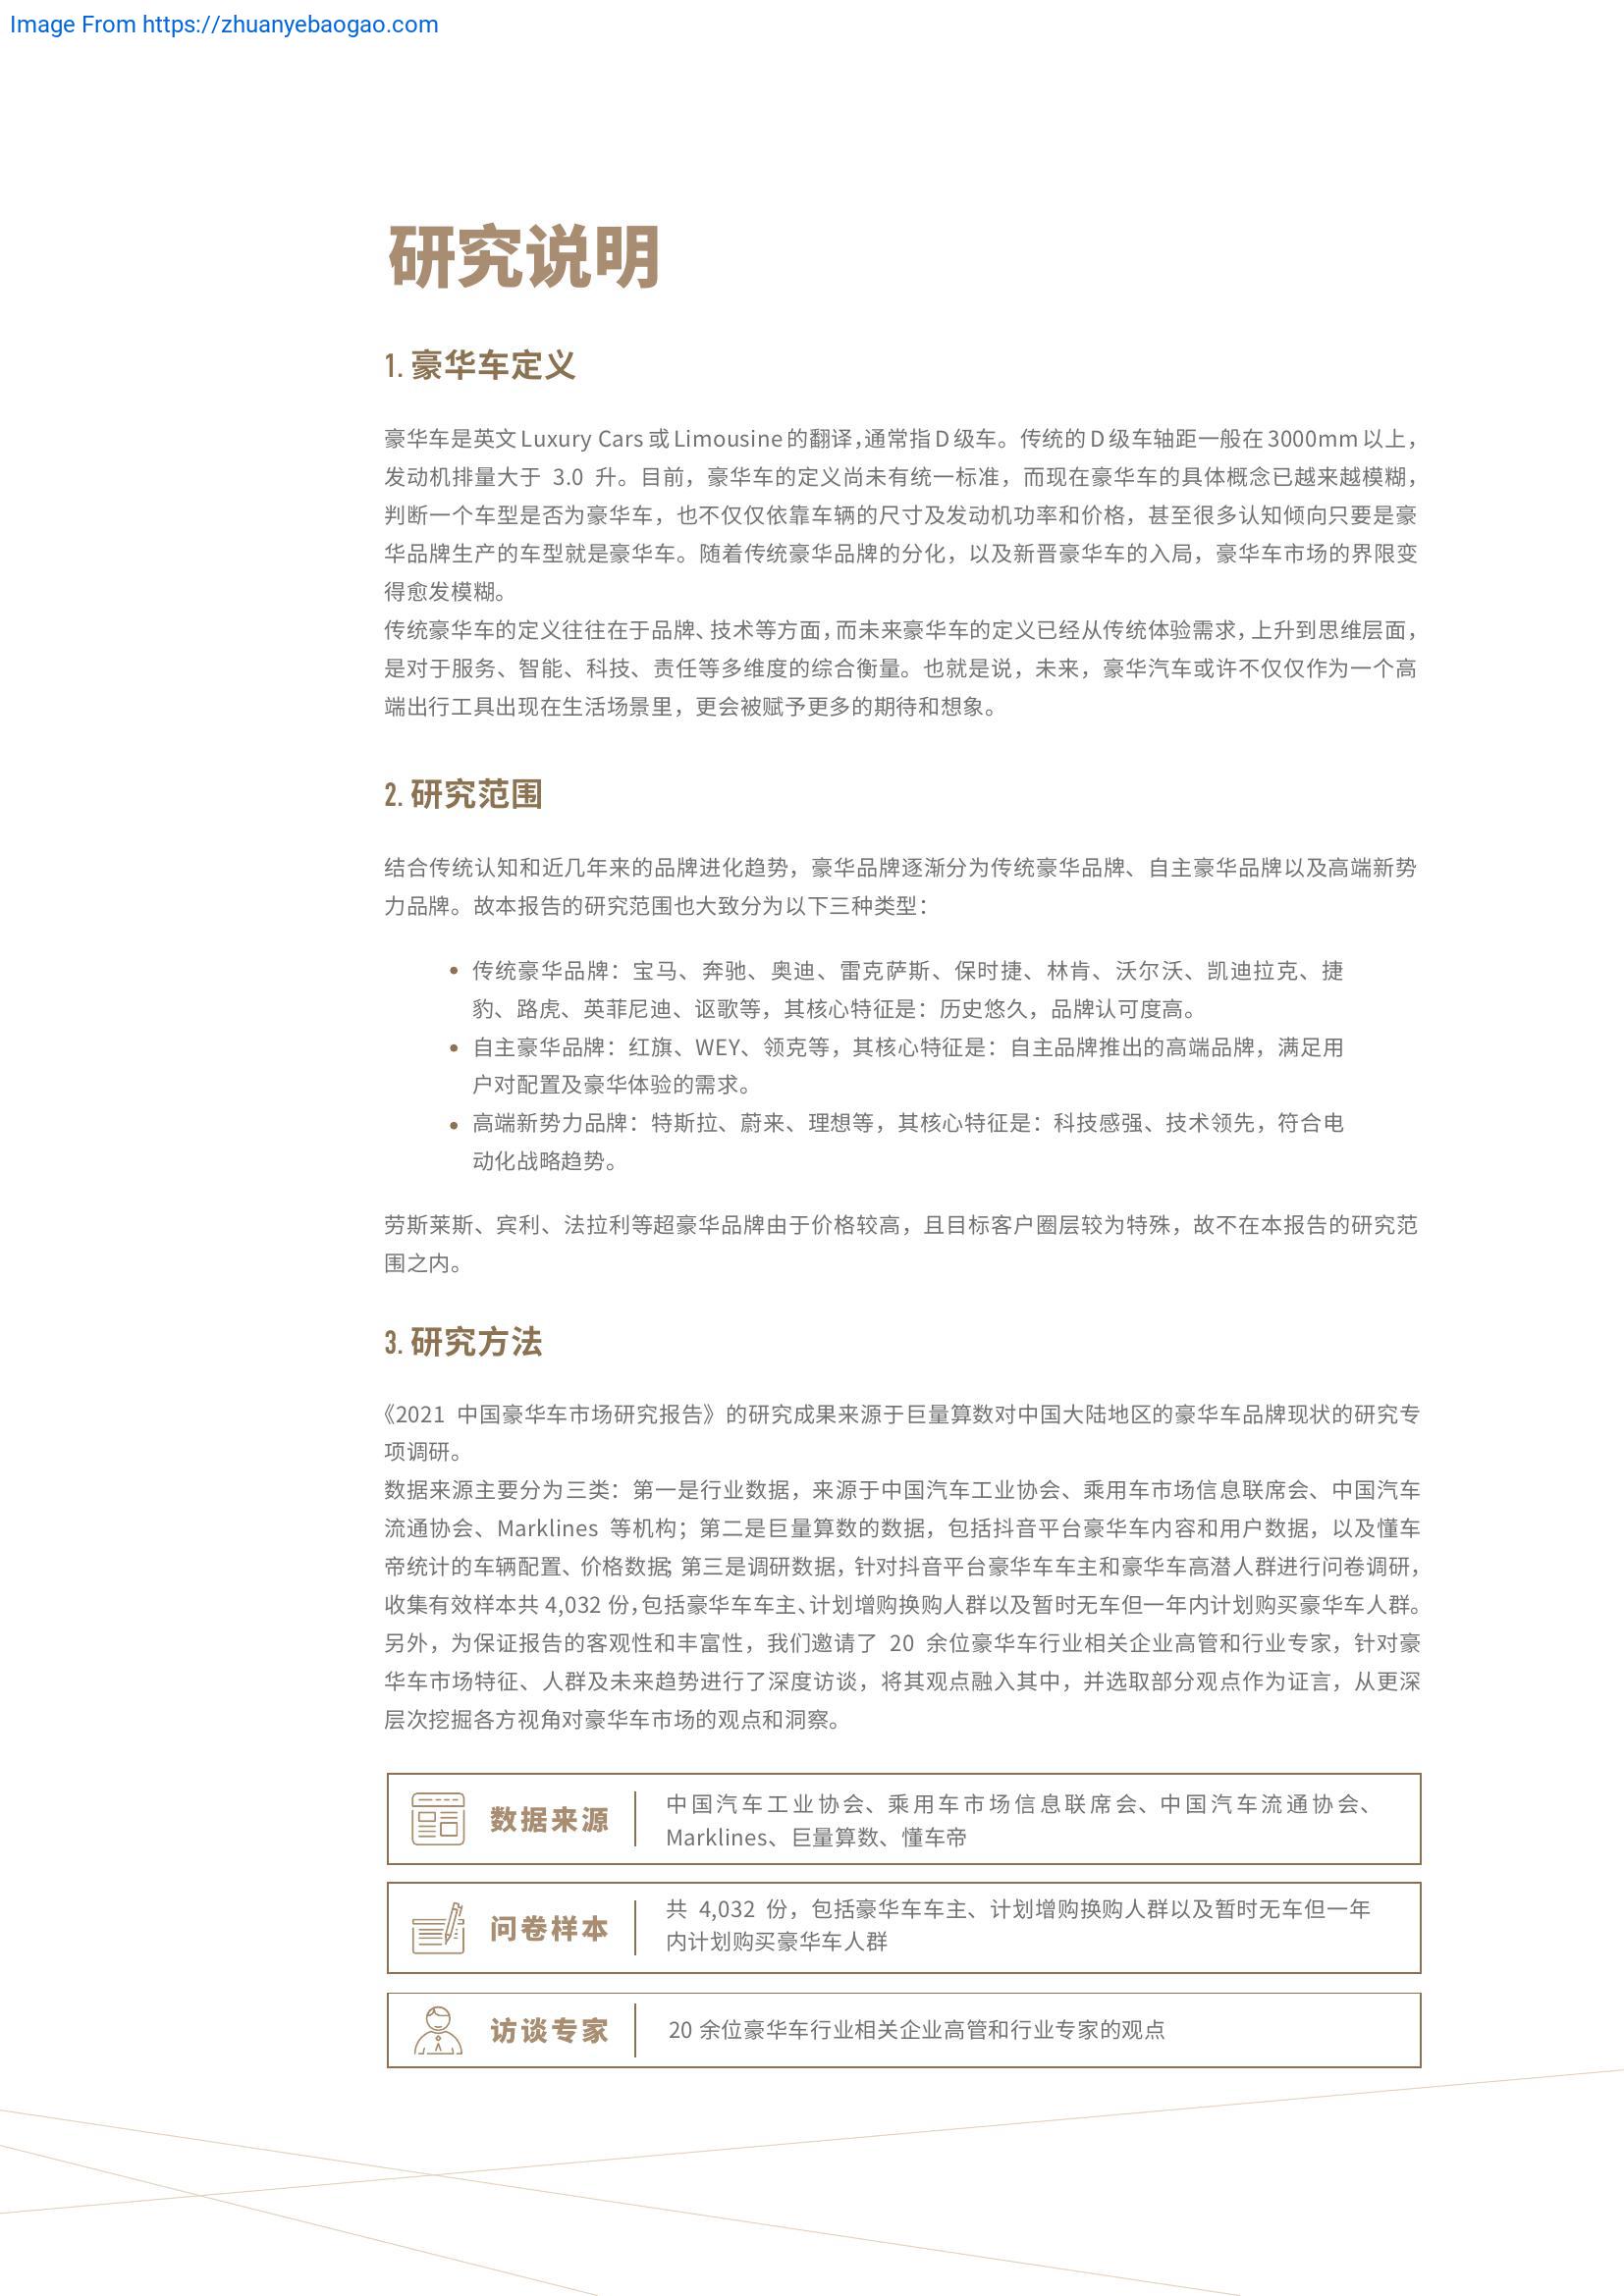 Image From https://zhuanyebaogao.com
研究说明
1. 豪华车定义
豪华车是英文 Luxury Cars 或 Limousine 的翻译，通常指 D 级车。传统的 D 级车轴距一般在 3000mm 以上，
发动机排量大于 3.0 升。目前，豪华车的定义尚未有统一标准，而现在豪华车的具体概念已越来越模糊，
判断一个车型是否为豪华车，也不仅仅依靠车辆的尺寸及发动机功率和价格，甚至很多认知倾向只要是豪
华品牌生产的车型就是豪华车。随着传统豪华品牌的分化，以及新晋豪华车的入局，豪华车市场的界限变
得愈发模糊。
传统豪华车的定义往往在于品牌、技术等方面，而未来豪华车的定义已经从传统体验需求，上升到思维层面，
是对于服务、智能、科技、责任等多维度的综合衡量。也就是说，未来，豪华汽车或许不仅仅作为一个高
端出行工具出现在生活场景里，更会被赋予更多的期待和想象。
2. 研究范围
结合传统认知和近几年来的品牌进化趋势，豪华品牌逐渐分为传统豪华品牌、自主豪华品牌以及高端新势
力品牌。故本报告的研究范围也大致分为以下三种类型：
• 传统豪华品牌：宝马、奔驰、奥迪、雷克萨斯、保时捷、林肯、沃尔沃、凯迪拉克、捷
豹、路虎、英菲尼迪、讴歌等，其核心特征是：历史悠久，品牌认可度高。
• 自主豪华品牌：红旗、WEY、领克等，其核心特征是：自主品牌推出的高端品牌，满足用
户对配置及豪华体验的需求。
• 高端新势力品牌：特斯拉、蔚来、理想等，其核心特征是：科技感强、技术领先，符合电
动化战略趋势。
劳斯莱斯、宾利、法拉利等超豪华品牌由于价格较高，且目标客户圈层较为特殊，故不在本报告的研究范
围之内。
3. 研究方法
《2021 中国豪华车市场研究报告》的研究成果来源于巨量算数对中国大陆地区的豪华车品牌现状的研究专
项调研。
数据来源主要分为三类：第一是行业数据，来源于中国汽车工业协会、乘用车市场信息联席会、中国汽车
流通协会、Marklines 等机构；第二是巨量算数的数据，包括抖音平台豪华车内容和用户数据，以及懂车
帝统计的车辆配置、价格数据；第三是调研数据，针对抖音平台豪华车车主和豪华车高潜人群进行问卷调研，
收集有效样本共 4,032 份，包括豪华车车主、计划增购换购人群以及暂时无车但一年内计划购买豪华车人群。
另外，为保证报告的客观性和丰富性，我们邀请了 20 余位豪华车行业相关企业高管和行业专家，针对豪
华车市场特征、人群及未来趋势进行了深度访谈，将其观点融入其中，并选取部分观点作为证言，从更深
层次挖掘各方视角对豪华车市场的观点和洞察。
数据来源
中国汽车工业协会、乘用车市场信息联席会、中国汽车流通协会、
Marklines、巨量算数、懂车帝
问卷样本
共 4,032 份，包括豪华车车主、计划增购换购人群以及暂时无车但一年
内计划购买豪华车人群
访谈专家
20 余位豪华车行业相关企业高管和行业专家的观点